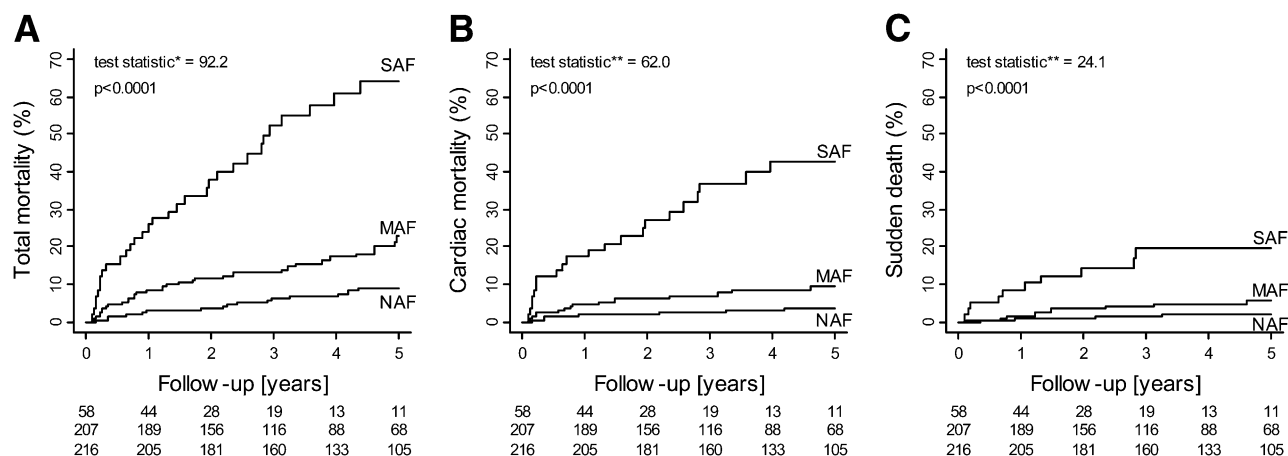 A
test statistic* = 92.2
p<0.0001
Total mortality (%)
70
60
50
40
30
20
10
0
SAF
MAF
NAF
0 1 2 3 4 5
Follow-up [years]
58 44 28 19 13 11
207 189 156 116 88 68
216 205 181 160 133 105
B
test statistic** = 62.0
p<0.0001
Cardiac mortality (%)
70
60
50
40
30
20
10
0
SAF
MAF
NAF
0 1 2 3 4 5
Follow-up [years]
58 44 28 19 13 11
207 189 156 116 88 68
216 205 181 160 133 105
C
test statistic** = 24.1
p<0.0001
Sudden death (%)
70
60
50
40
30
20
10
0
SAF
MAF
NAF
0 1 2 3 4 5
Follow-up [years]
58 44 28 19 13 11
207 189 156 116 88 68
216 205 181 160 133 105